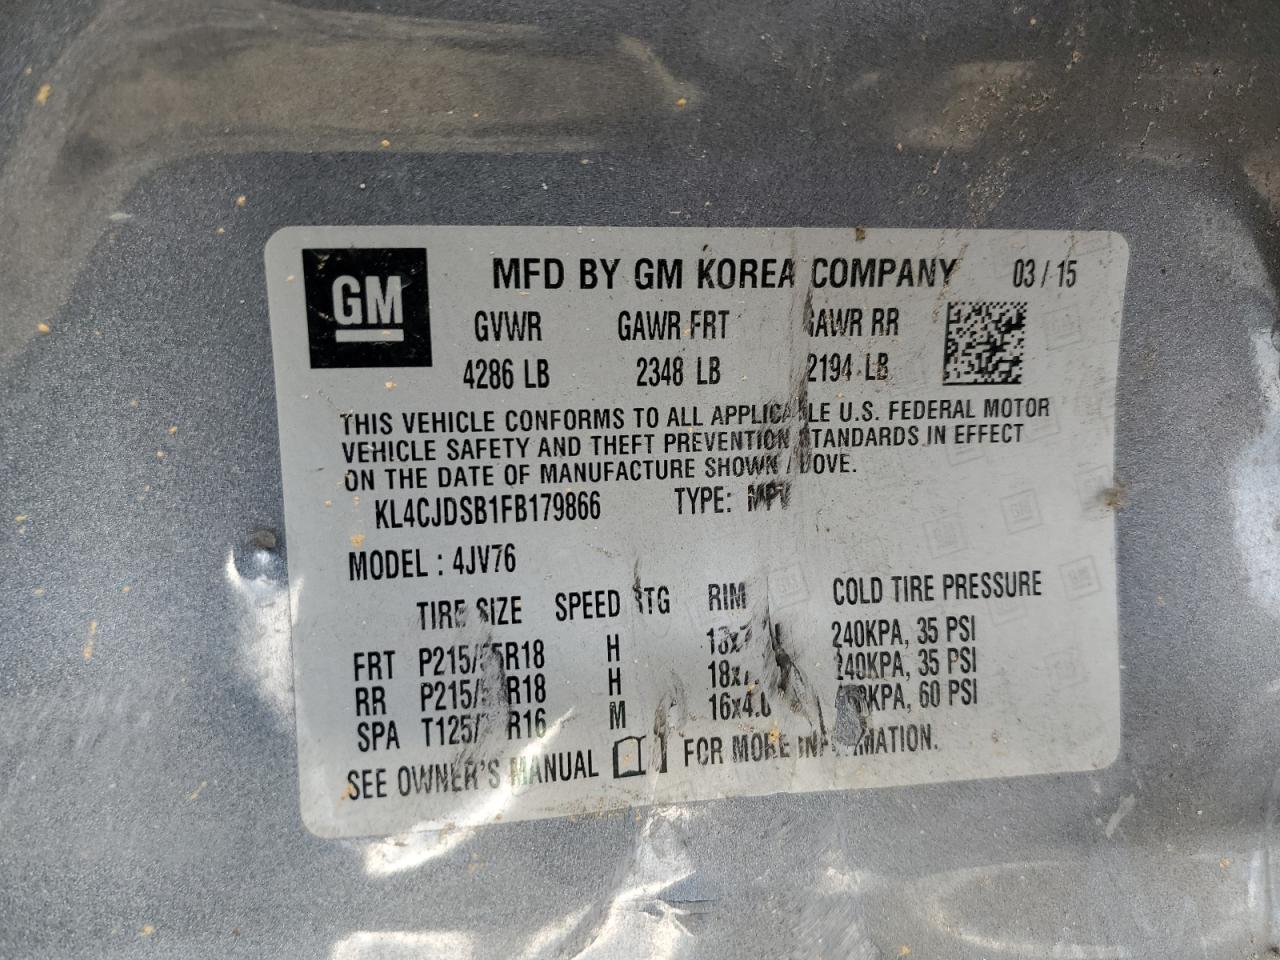 GM
MFD BY GM KOREA COMPANY 03 / 15
GVWR GAWR FRT GAWR RR
4286 LB 2348 LB 2194 LB
THIS VEHICLE CONFORMS TO ALL APPLICABLE U.S. FEDERAL MOTOR
VEHICLE SAFETY AND THEFT PREVENTION STANDARDS IN EFFECT
ON THE DATE OF MANUFACTURE SHOWN ABOVE.
KL4CJDSB1FB179866 TYPE: MPV
MODEL : 4JV76
TIRE SIZE SPEED RTG RIM COLD TIRE PRESSURE
FRT H 240KPA, 35 PSI
RR H 240KPA, 35 PSI
SPA M 60 PSI
SEE OWNER'S MANUAL FOR MORE INFORMATION.